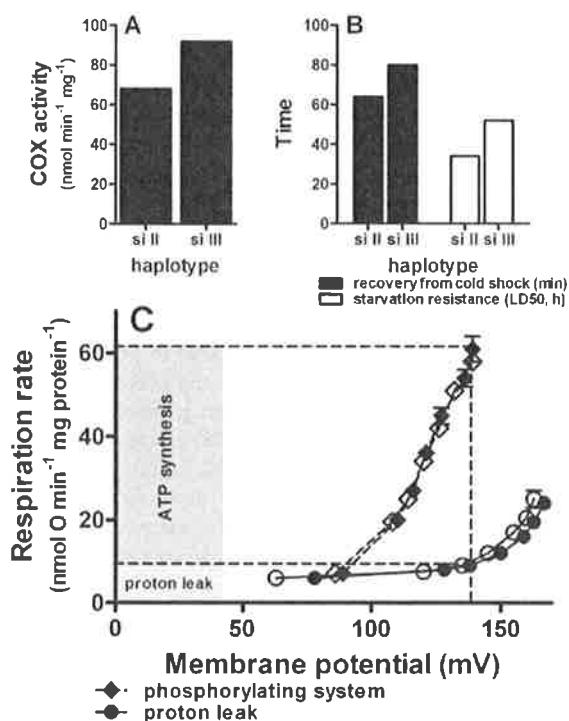 A
COX activity
(nmol min⁻¹ mg⁻¹)
100
80
60
40
20
0
si II
si III
haplotype
B
Time
100
80
60
40
20
0
si II si III
si II si III
haplotype
recovery from cold shock (min)
starvation resistance (LD50, h)
C
Respiration rate
(nmol O min⁻¹ mg protein⁻¹)
60
40
20
0
ATP synthesis
proton leak
0
50
100
150
Membrane potential (mV)
phosphorylating system
proton leak